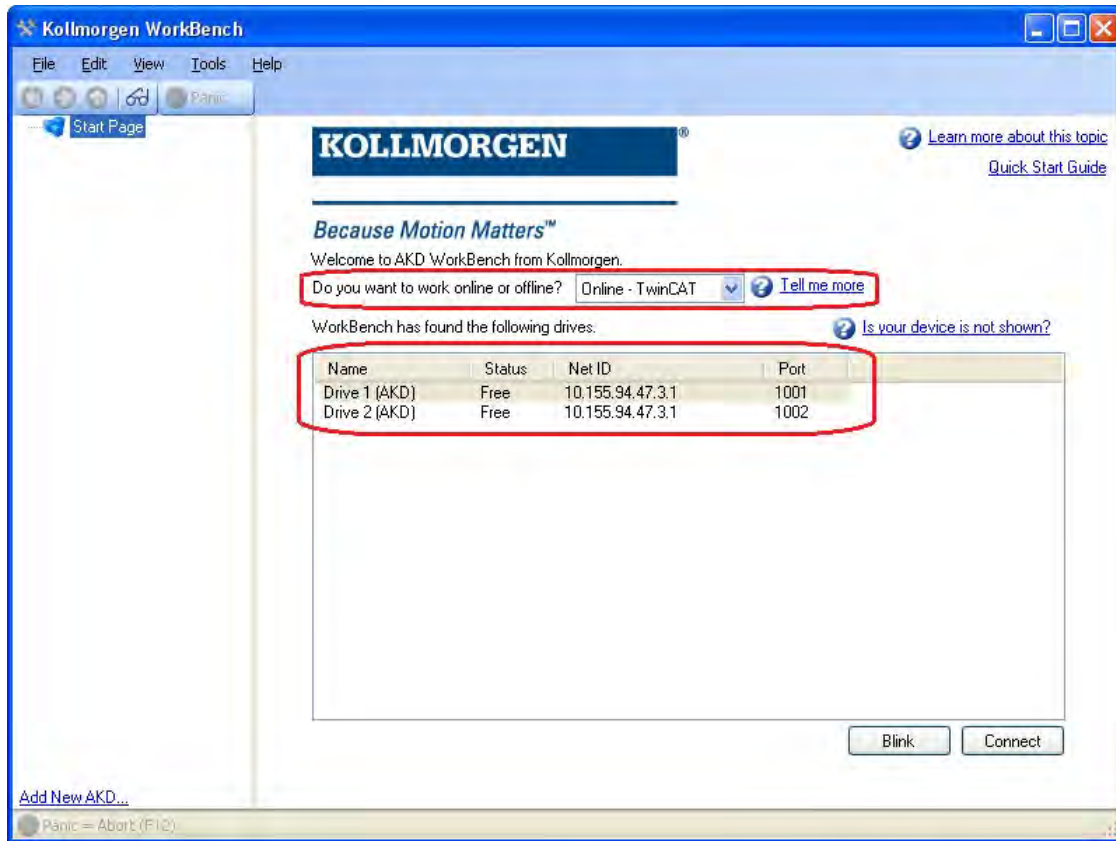 Kollmorgen WorkBench
File Edit View Tools Help
Panic
Start Page
KOLLMORGEN®
Learn more about this topic
Quick Start Guide
Because Motion Matters™
Welcome to AKD WorkBench from Kollmorgen.
Do you want to work online or offline? Online - TwinCAT Tell me more
WorkBench has found the following drives. Is your device is not shown?
Name Status Net ID Port
Drive 1 (AKD) Free 10.155.94.47.3.1 1001
Drive 2 (AKD) Free 10.155.94.47.3.1 1002
Blink Connect
Add New AKD...
Panic = Abort (F12)